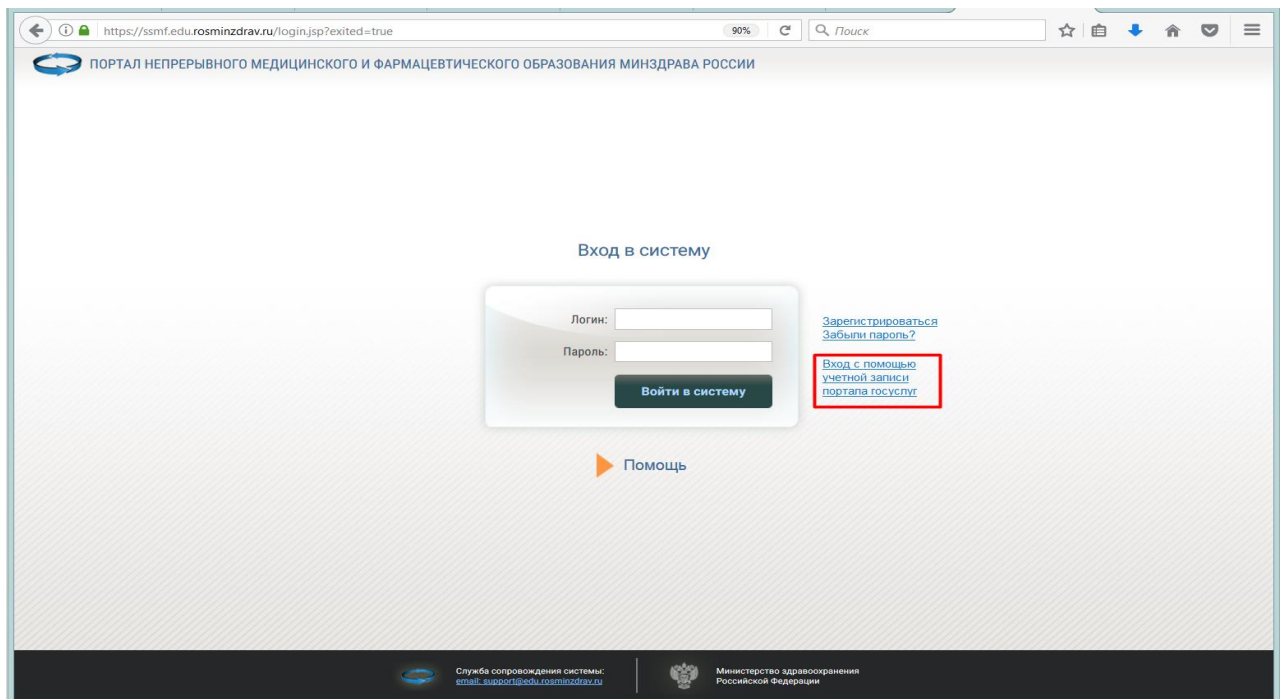 https://ssmf.edu.rosminzdrav.ru/login.jsp?exited=true
90%
Поиск
ПОРТАЛ НЕПРЕРЫВНОГО МЕДИЦИНСКОГО И ФАРМАЦЕВТИЧЕСКОГО ОБРАЗОВАНИЯ МИНЗДРАВА РОССИИ
Вход в систему
Логин:
Пароль:
Войти в систему
Зарегистрироваться
Забыли пароль?
Вход с помощью
учетной записи
портала госуслуг
Помощь
Служба сопровождения системы:
email: support@edu.rosminzdrav.ru
Министерство здравоохранения
Российской Федерации